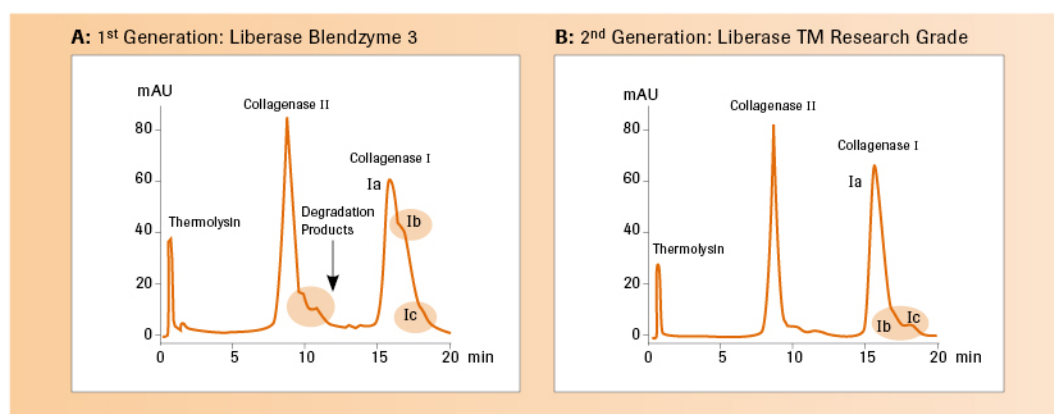 A: 1st Generation: Liberase Blendzyme 3
mAU
80
60
40
20
0
Thermolysin
Collagenase II
Degradation
Products
Collagenase I
Ia
Ib
Ic
0
5
10
15
20
min
B: 2nd Generation: Liberase TM Research Grade
mAU
80
60
40
20
0
Thermolysin
Collagenase II
Collagenase I
Ia
Ib
Ic
0
5
10
15
20
min